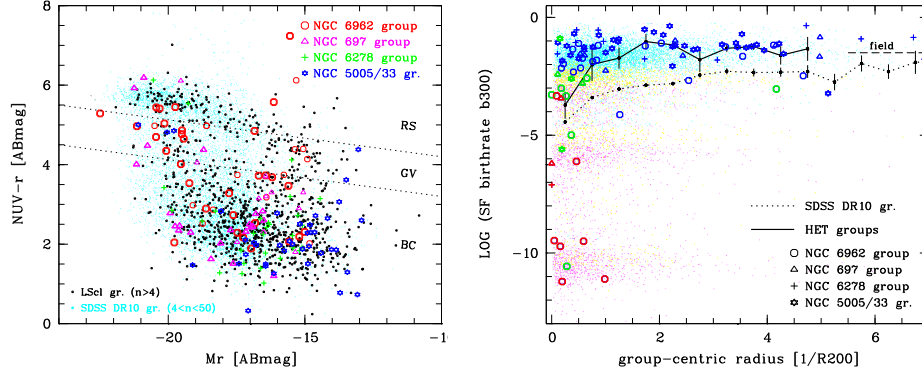 8
6
4
2
0
NUV-r [ABmag]
NGC 6962 group
NGC 697 group
NGC 6278 group
NGC 5005/33 gr.
RS
GV
BC
LScl gr. (n>4)
SDSS DR10 gr. (4<n<50)
-20
-15
-1
Mr [ABmag]
0
-5
-10
LOG (SF birthrate b300)
field
SDSS DR10 gr.
HET groups
NGC 6962 group
NGC 697 group
NGC 6278 group
NGC 5005/33 gr.
0
2
4
6
group-centric radius [1/R200]